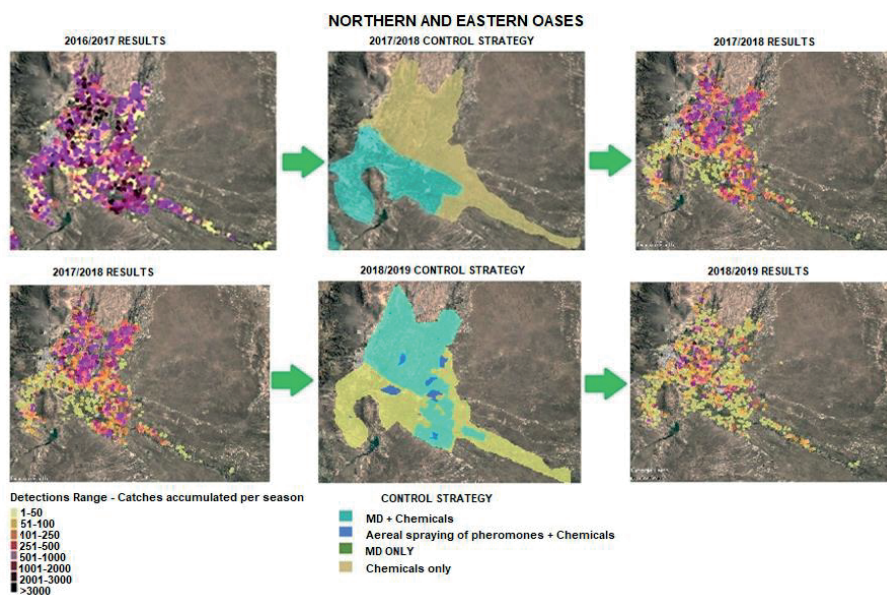 NORTHERN AND EASTERN OASES
2016/2017 RESULTS
2017/2018 CONTROL STRATEGY
2017/2018 RESULTS
2017/2018 RESULTS
2018/2019 CONTROL STRATEGY
2018/2019 RESULTS
Detections Range - Catches accumulated per season
1-50
51-100
101-250
251-500
501-1000
1001-2000
2001-3000
>3000
CONTROL STRATEGY
MD + Chemicals
Aereal spraying of pheromones + Chemicals
MD ONLY
Chemicals only